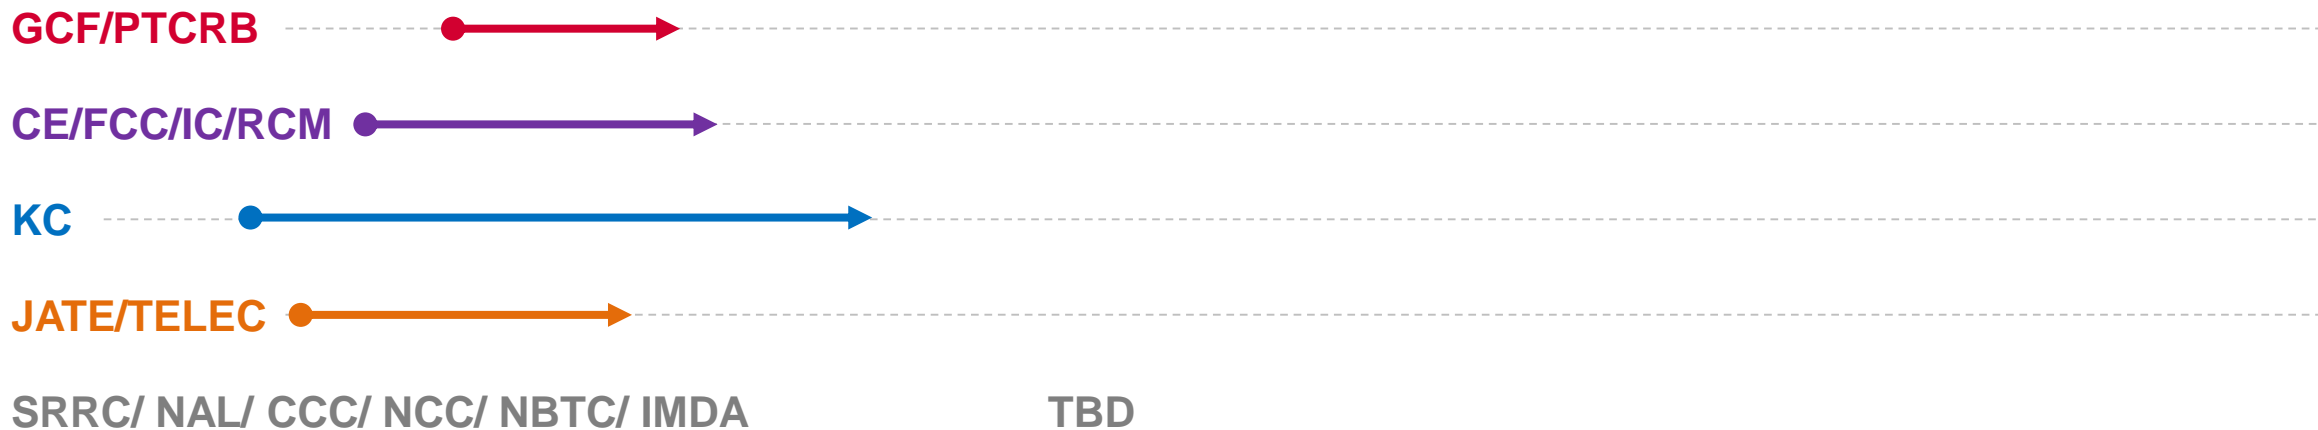 GCF/PTCRB
CE/FCC/IC/RCM
KC
JATE/TELEC
SRRC/ NAL/ CCC/ NCC/ NBTC/ IMDA TBD